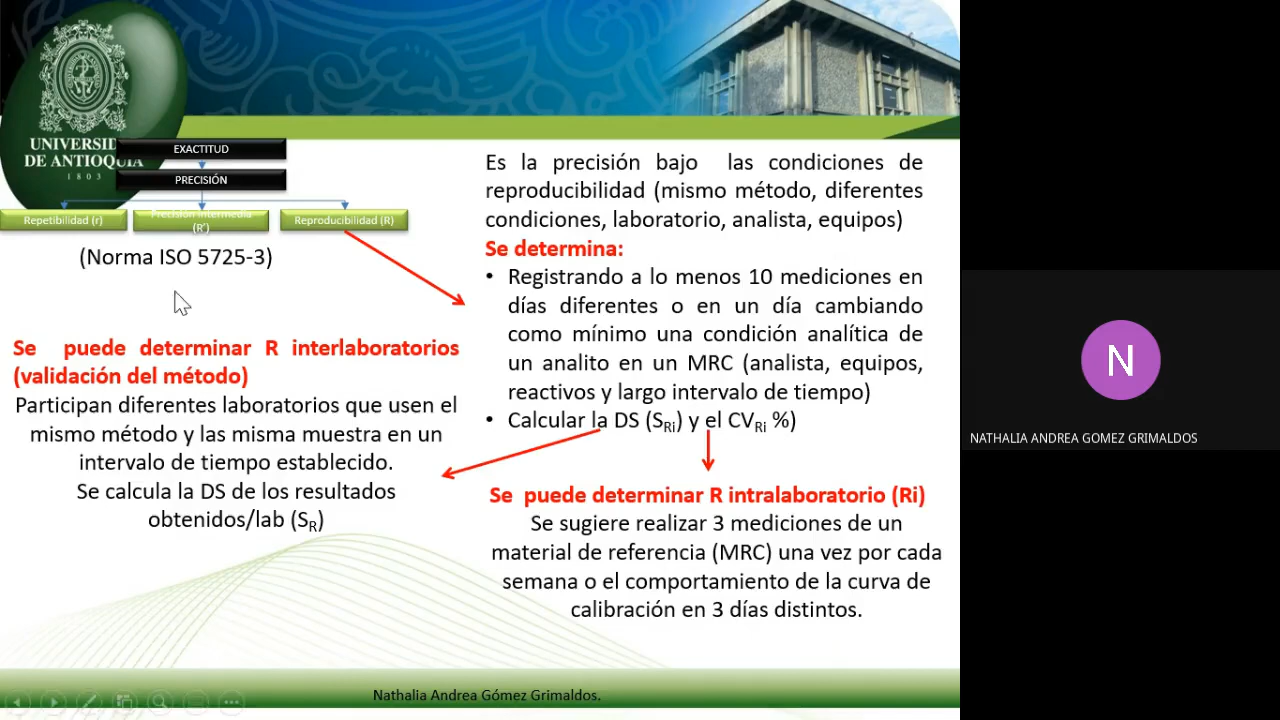 UNIVERSIDAD
DE ANTIOQUIA
1803
EXACTITUD
PRECISIÓN
Repetibilidad (r)
Precisión intermedia
(R')
Reproducibilidad (R)
(Norma ISO 5725-3)
Se puede determinar R interlaboratorios
(validación del método)
Participan diferentes laboratorios que usen el
mismo método y las misma muestra en un
intervalo de tiempo establecido.
Se calcula la DS de los resultados
obtenidos/lab (SR)
Es la precisión bajo las condiciones de
reproducibilidad (mismo método, diferentes
condiciones, laboratorio, analista, equipos)
Se determina:
• Registrando a lo menos 10 mediciones en
días diferentes o en un día cambiando
como mínimo una condición analítica de
un analito en un MRC (analista, equipos,
reactivos y largo intervalo de tiempo)
• Calcular la DS (SRi) y el CVRi %)
Se puede determinar R intralaboratorio (Ri)
Se sugiere realizar 3 mediciones de un
material de referencia (MRC) una vez por cada
semana o el comportamiento de la curva de
calibración en 3 días distintos.
Nathalia Andrea Gómez Grimaldos.
N
NATHALIA ANDREA GOMEZ GRIMALDOS